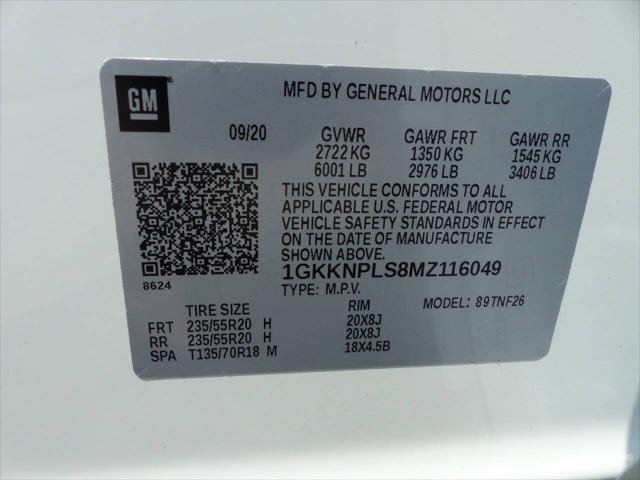 GM
MFD BY GENERAL MOTORS LLC
09/20 GVWR GAWR FRT GAWR RR
2722 KG 1350 KG 1545 KG
6001 LB 2976 LB 3406 LB
THIS VEHICLE CONFORMS TO ALL
APPLICABLE U.S. FEDERAL MOTOR
VEHICLE SAFETY STANDARDS IN EFFECT
ON THE DATE OF MANUFACTURE
SHOWN ABOVE.
8624
1GKKNPLS8MZ116049
TYPE: M.P.V. MODEL: 89TNF26
TIRE SIZE RIM
FRT 235/55R20 H 20X8J
RR 235/55R20 H 20X8J
SPA T135/70R18 M 18X4.5B